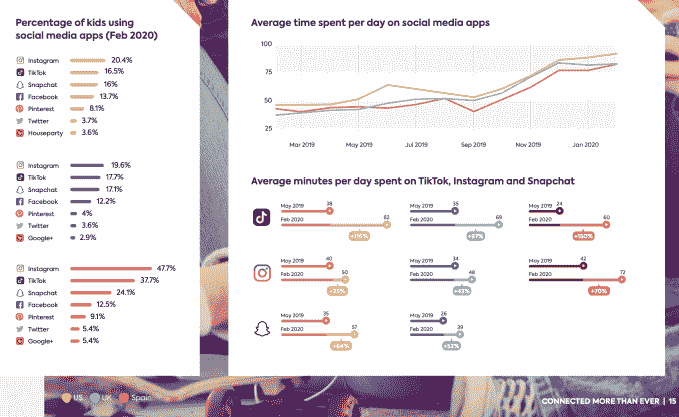 Percentage of kids using
social media apps (Feb 2020)
Instagram 20.4%
TikTok 16.5%
Snapchat 16%
Facebook 13.7%
Pinterest 8.1%
Twitter 3.7%
Houseparty 3.6%
Instagram 19.6%
TikTok 17.7%
Snapchat 17.1%
Facebook 12.2%
Pinterest 4%
Twitter 3.6%
Google+ 2.9%
Instagram 47.7%
TikTok 37.7%
Snapchat 24.1%
Facebook 12.5%
Pinterest 9.1%
Twitter 5.4%
Google+ 5.4%
US UK Spain
Average time spent per day on social media apps
100
75
50
25
Mar 2019 May 2019 Jul 2019 Sep 2019 Nov 2019 Jan 2020
Average minutes per day spent on TikTok, Instagram and Snapchat
May 2019 38 May 2019 35 May 2019 24
Feb 2020 82 Feb 2020 69 Feb 2020 60
+116% +97% +150%
May 2019 40 May 2019 34 May 2019 42
Feb 2020 50 Feb 2020 48 Feb 2020 72
+25% +43% +70%
May 2019 35 May 2019 26
Feb 2020 57 Feb 2020 39
+64% +52%
CONNECTED MORE THAN EVER | 15